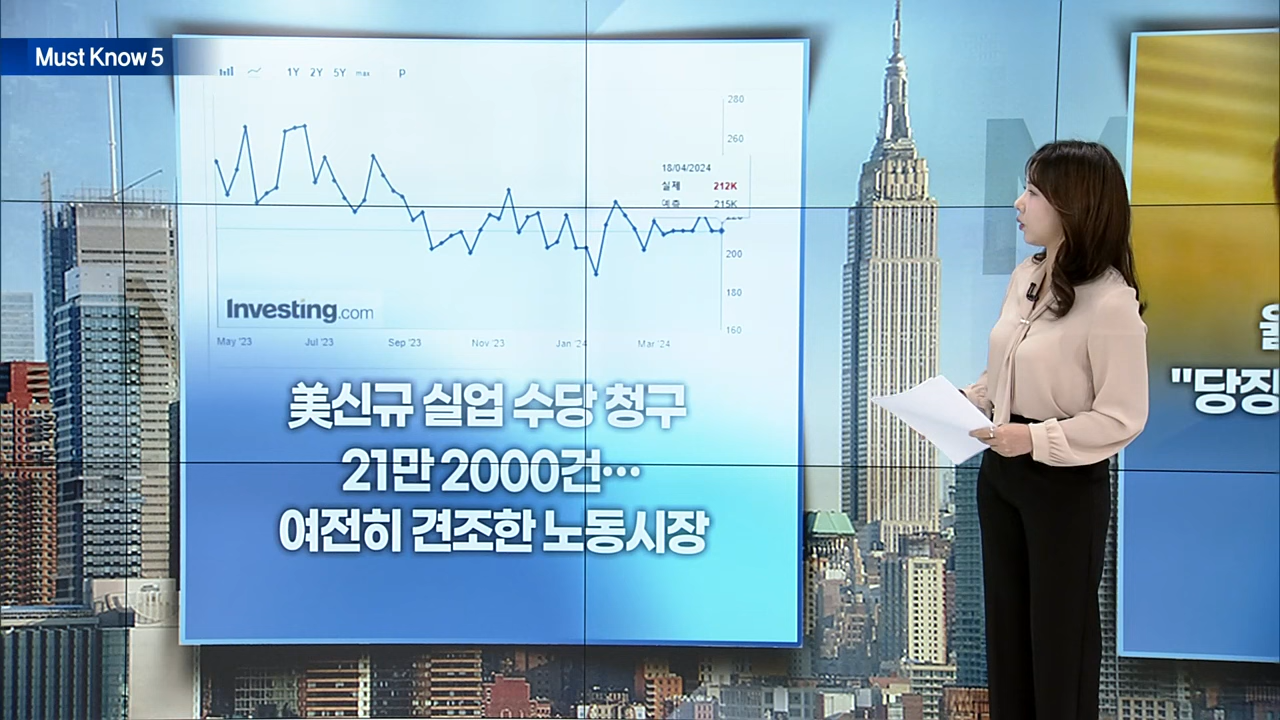 Must Know 5
1Y 2Y 5Y max P
280
260
18/04/2024
실제 212K
예측 215K
220
200
180
160
Investing.com
May '23 Jul '23 Sep '23 Nov '23 Jan '24 Mar '24
美신규 실업 수당 청구
21만 2000건…
여전히 견조한 노동시장
"당장